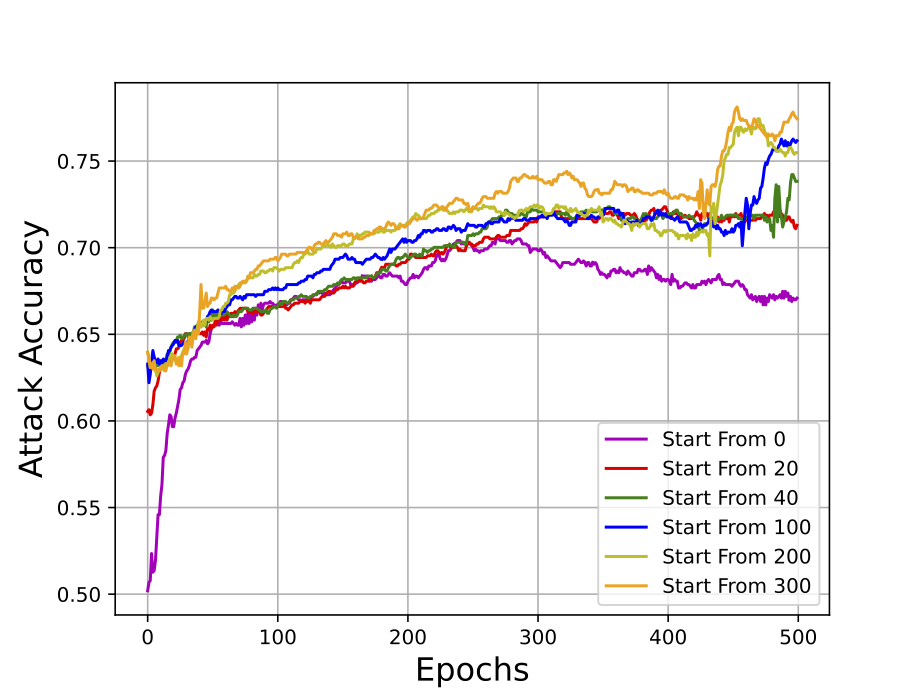 Attack Accuracy
0.75
0.70
0.65
0.60
0.55
0.50
0
100
200
300
400
500
Epochs
Start From 0
Start From 20
Start From 40
Start From 100
Start From 200
Start From 300